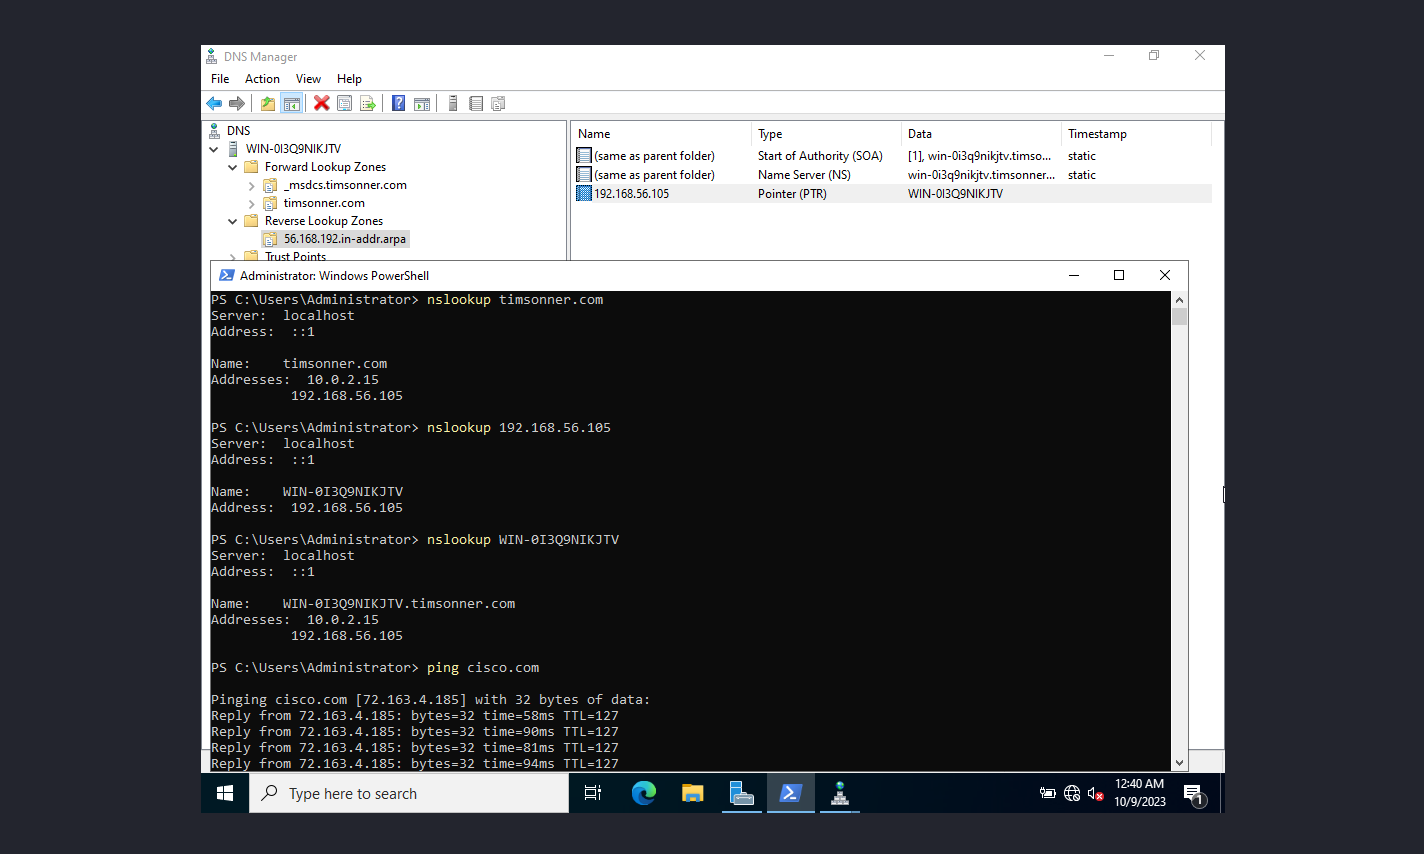 DNS Manager
File Action View Help
DNS
WIN-0I3Q9NIKJTV
Forward Lookup Zones
_msdcs.timsonner.com
timsonner.com
Reverse Lookup Zones
56.168.192.in-addr.arpa
Trust Points
Name Type Data Timestamp
(same as parent folder) Start of Authority (SOA) [1], win-0i3q9nikjtv.timso... static
(same as parent folder) Name Server (NS) win-0i3q9nikjtv.timsonner... static
192.168.56.105 Pointer (PTR) WIN-0I3Q9NIKJTV
Administrator: Windows PowerShell
PS C:\Users\Administrator> nslookup timsonner.com
Server:  localhost
Address:  ::1
Name:    timsonner.com
Addresses:  10.0.2.15
192.168.56.105
PS C:\Users\Administrator> nslookup 192.168.56.105
Server:  localhost
Address:  ::1
Name:    WIN-0I3Q9NIKJTV
Address:  192.168.56.105
PS C:\Users\Administrator> nslookup WIN-0I3Q9NIKJTV
Server:  localhost
Address:  ::1
Name:    WIN-0I3Q9NIKJTV.timsonner.com
Addresses:  10.0.2.15
192.168.56.105
PS C:\Users\Administrator> ping cisco.com
Pinging cisco.com [72.163.4.185] with 32 bytes of data:
Reply from 72.163.4.185: bytes=32 time=58ms TTL=127
Reply from 72.163.4.185: bytes=32 time=90ms TTL=127
Reply from 72.163.4.185: bytes=32 time=81ms TTL=127
Reply from 72.163.4.185: bytes=32 time=94ms TTL=127
Type here to search
12:40 AM
10/9/2023
1